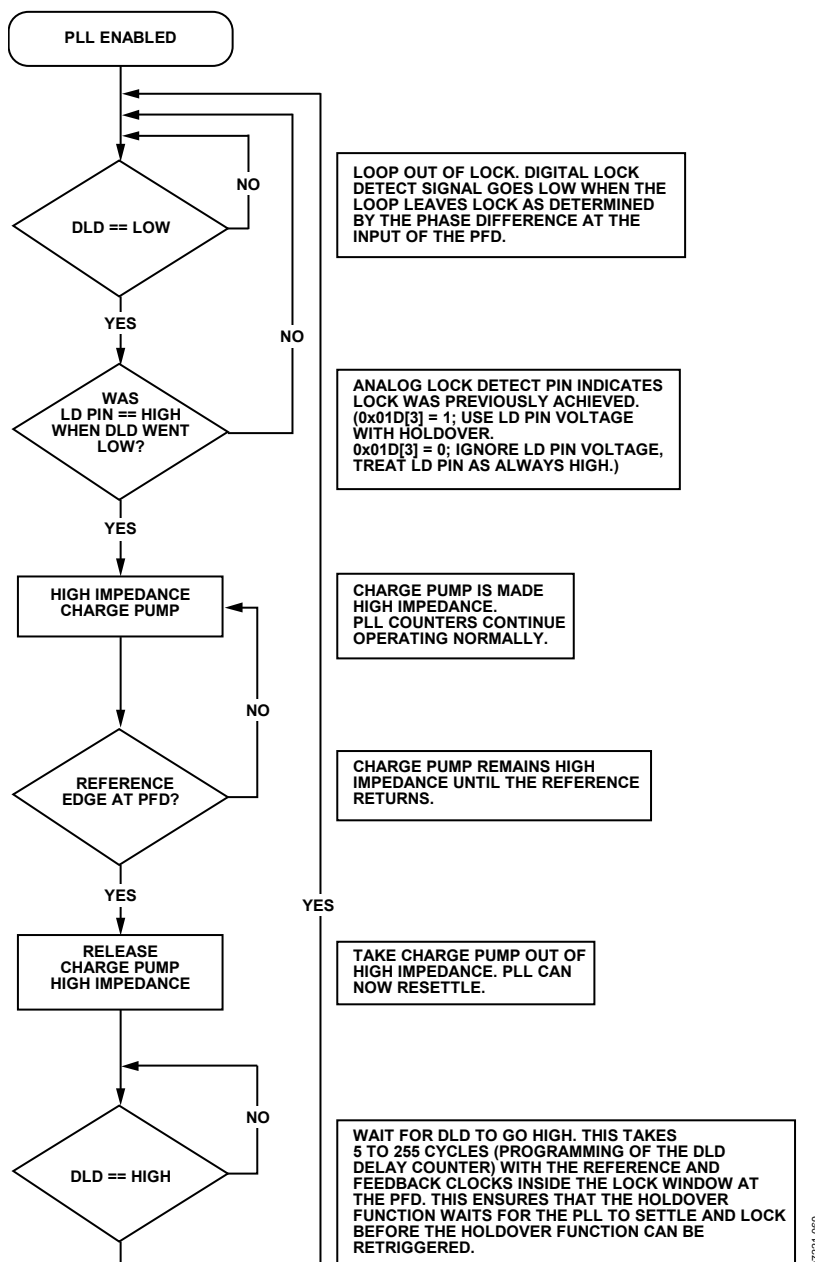 PLL ENABLED
NO
LOOP OUT OF LOCK. DIGITAL LOCK
DETECT SIGNAL GOES LOW WHEN THE
LOOP LEAVES LOCK AS DETERMINED
BY THE PHASE DIFFERENCE AT THE
INPUT OF THE PFD.
DLD == LOW
YES
NO
WAS
LD PIN == HIGH
WHEN DLD WENT
LOW?
ANALOG LOCK DETECT PIN INDICATES
LOCK WAS PREVIOUSLY ACHIEVED.
(0x01D[3] = 1; USE LD PIN VOLTAGE
WITH HOLDOVER.
0x01D[3] = 0; IGNORE LD PIN VOLTAGE,
TREAT LD PIN AS ALWAYS HIGH.)
YES
HIGH IMPEDANCE
CHARGE PUMP
CHARGE PUMP IS MADE
HIGH IMPEDANCE.
PLL COUNTERS CONTINUE
OPERATING NORMALLY.
NO
REFERENCE
EDGE AT PFD?
CHARGE PUMP REMAINS HIGH
IMPEDANCE UNTIL THE REFERENCE
RETURNS.
YES
YES
RELEASE
CHARGE PUMP
HIGH IMPEDANCE
TAKE CHARGE PUMP OUT OF
HIGH IMPEDANCE. PLL CAN
NOW RESETTLE.
NO
DLD == HIGH
WAIT FOR DLD TO GO HIGH. THIS TAKES
5 TO 255 CYCLES (PROGRAMMING OF THE DLD
DELAY COUNTER) WITH THE REFERENCE AND
FEEDBACK CLOCKS INSIDE THE LOCK WINDOW AT
THE PFD. THIS ENSURES THAT THE HOLDOVER
FUNCTION WAITS FOR THE PLL TO SETTLE AND LOCK
BEFORE THE HOLDOVER FUNCTION CAN BE
RETRIGGERED.